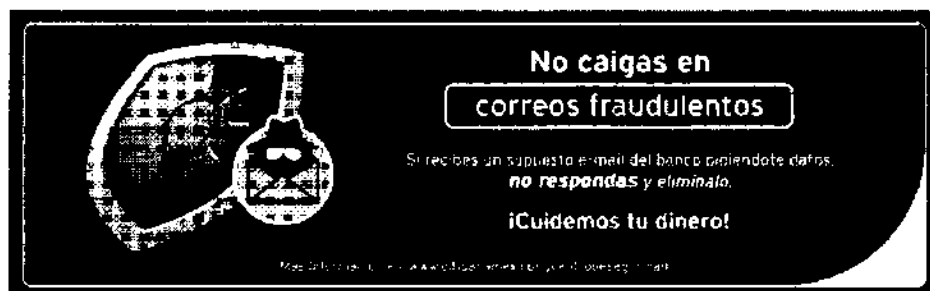 No caigas en
correos fraudulentos
Si recibes un supuesto e-mail del banco pidiendote datos,
no respondas y elimínalo.
¡Cuidemos tu dinero!